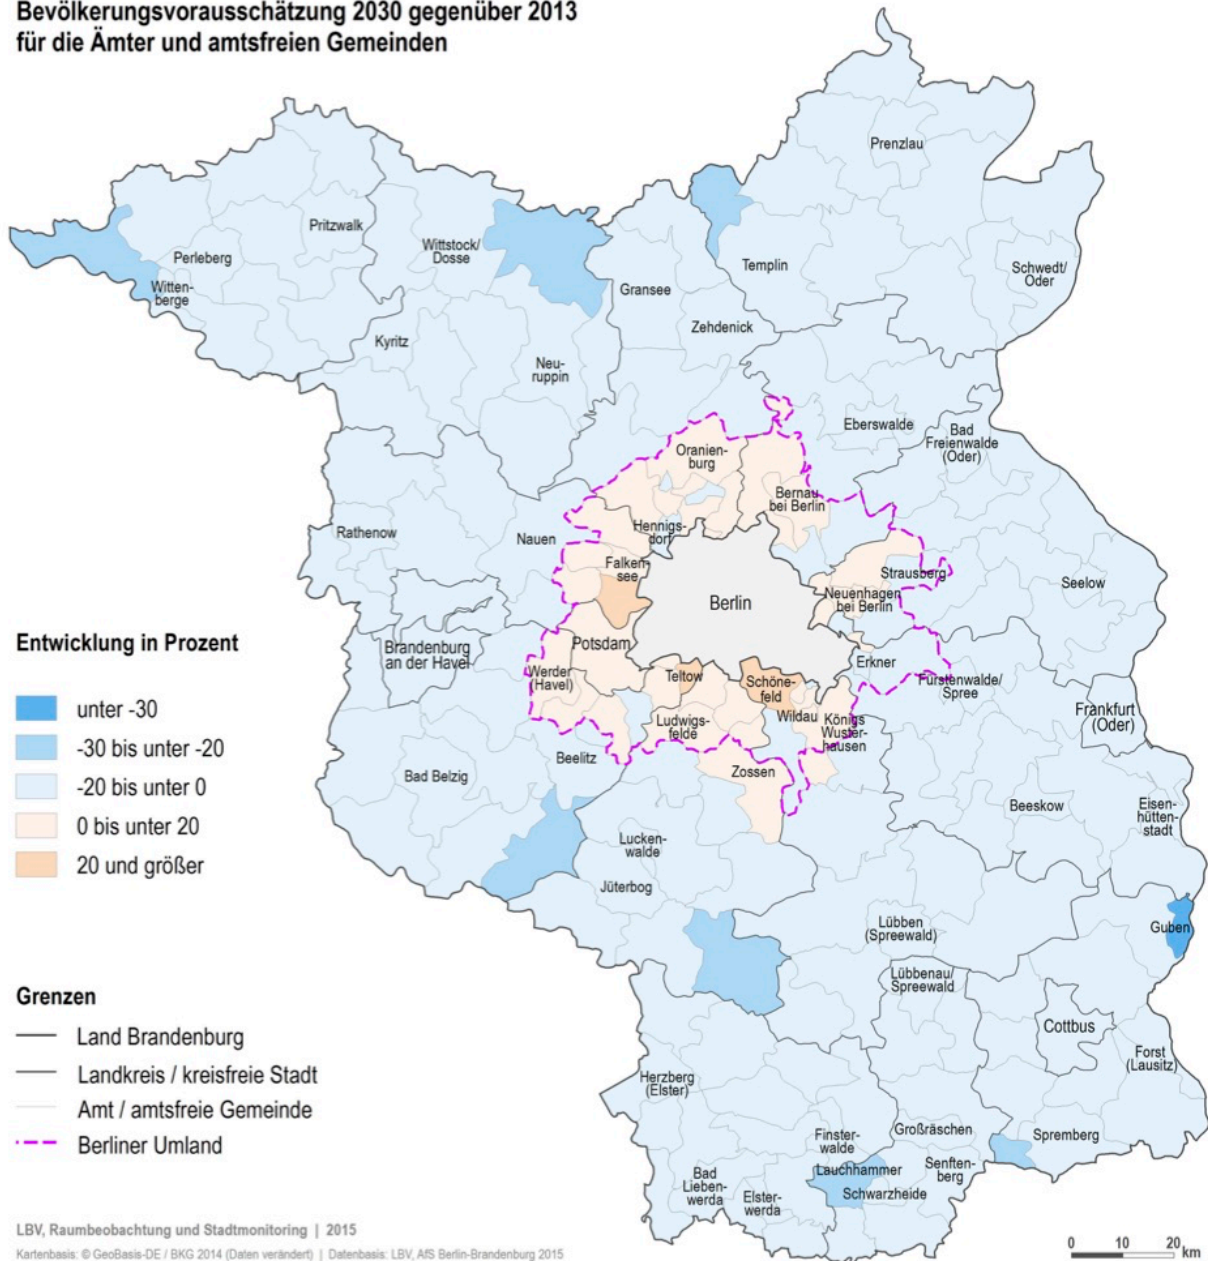 Bevölkerungsvorausschätzung 2030 gegenüber 2013
für die Ämter und amtsfreien Gemeinden
Prenzlau
Pritzwalk
Perleberg
Wittstock/
Dosse
Templin
Schwedt/
Oder
Witten-
berge
Gransee
Zehdenick
Kyritz
Neu-
ruppin
Eberswalde
Bad
Freienwalde
(Oder)
Oranien-
burg
Bernau
bei Berlin
Rathenow
Nauen
Hennigs-
dorf
Falken-
see
Strausberg
Seelow
Neuenhagen
bei Berlin
Berlin
Potsdam
Brandenburg
an der Havel
Erkner
Werder
(Havel)
Teltow
Schöne-
feld
Fürstenwalde/
Spree
Frankfurt
(Oder)
Ludwigs-
felde
Wildau
Königs
Wuster-
hausen
Beelitz
Zossen
Bad Belzig
Beeskow
Eisen-
hütten-
stadt
Lucken-
walde
Jüterbog
Guben
Lübben
(Spreewald)
Lübbenau/
Spreewald
Cottbus
Forst
(Lausitz)
Herzberg
(Elster)
Finster-
walde
Großräschen
Spremberg
Lauchhammer
Senften-
berg
Bad
Lieben-
werda
Elster-
werda
Schwarzheide
Entwicklung in Prozent
unter -30
-30 bis unter -20
-20 bis unter 0
0 bis unter 20
20 und größer
Grenzen
Land Brandenburg
Landkreis / kreisfreie Stadt
Amt / amtsfreie Gemeinde
Berliner Umland
LBV, Raumbeobachtung und Stadtmonitoring | 2015
Kartenbasis: © GeoBasis-DE / BKG 2014 (Daten verändert) | Datenbasis: LBV, AfS Berlin-Brandenburg 2015
0 10 20 km